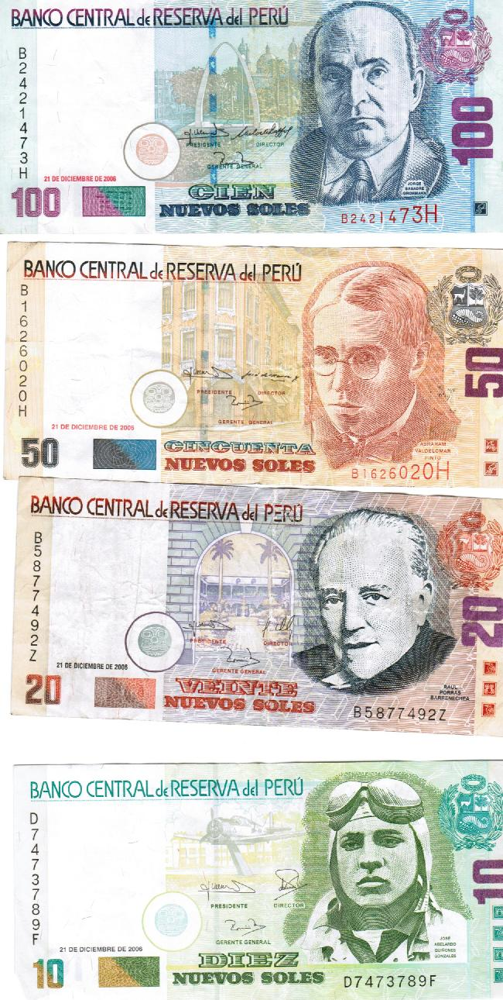 BANCO CENTRAL de RESERVA del PERÚ
B2421473H
100
PRESIDENTE DIRECTOR
GERENTE GENERAL
JORGE
BASADRE
GROHMANN
21 DICIEMBRE DE 2006
100
CIEN
NUEVOS SOLES
B2421473H
BANCO CENTRAL de RESERVA del PERÚ
B1626020H
50
PRESIDENTE DIRECTOR
GERENTE GENERAL
21 DE DICIEMBRE DE 2006
ABRAHAM
VALDELOMAR
PINTO
50
CINCUENTA
NUEVOS SOLES
B1626020H
BANCO CENTRAL de RESERVA del PERÚ
B5877492Z
20
PRESIDENTE DIRECTOR
GERENTE GENERAL
21 DE DICIEMBRE DE 2006
RAÚL
PORRAS
BARRENECHEA
20
VEINTE
NUEVOS SOLES
B5877492Z
BANCO CENTRAL de RESERVA del PERÚ
D7473789F
10
PRESIDENTE DIRECTOR
GERENTE GENERAL
JOSÉ
ABELARDO
QUIÑONES
GONZALES
21 DE DICIEMBRE DE 2006
10
DIEZ
NUEVOS SOLES
D7473789F